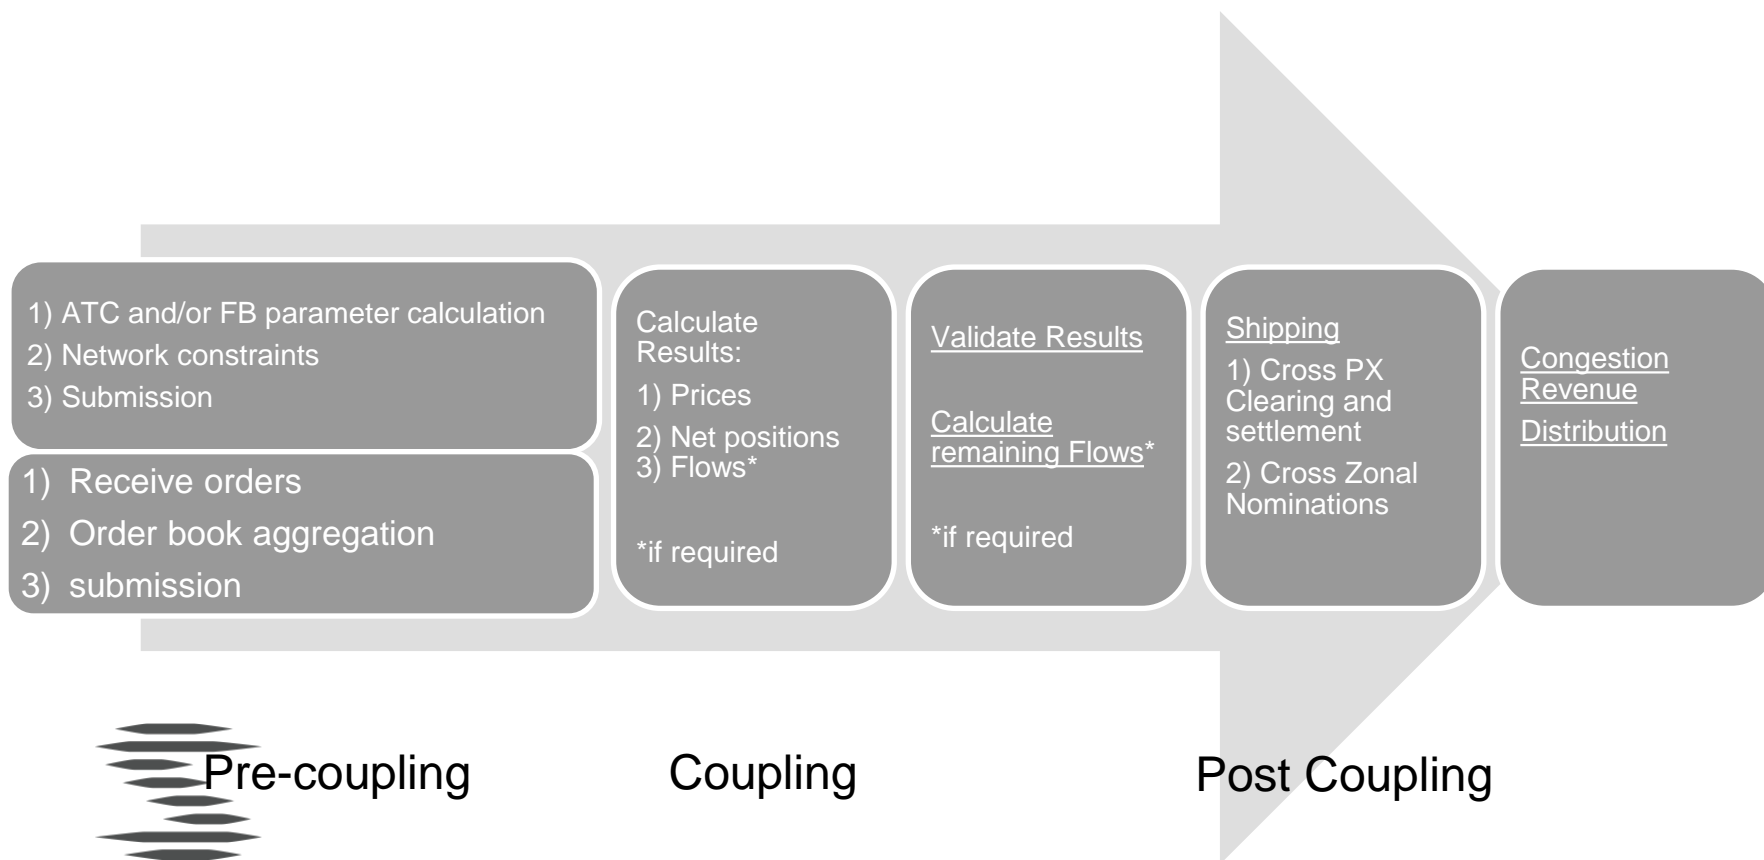 1) ATC and/or FB parameter calculation
2) Network constraints
3) Submission
1) Receive orders
2) Order book aggregation
3) submission
Calculate
Results:
1) Prices
2) Net positions
3) Flows*
*if required
Validate Results
Calculate
remaining Flows*
*if required
Shipping
1) Cross PX
Clearing and
settlement
2) Cross Zonal
Nominations
Congestion
Revenue
Distribution
Pre-coupling
Coupling
Post Coupling